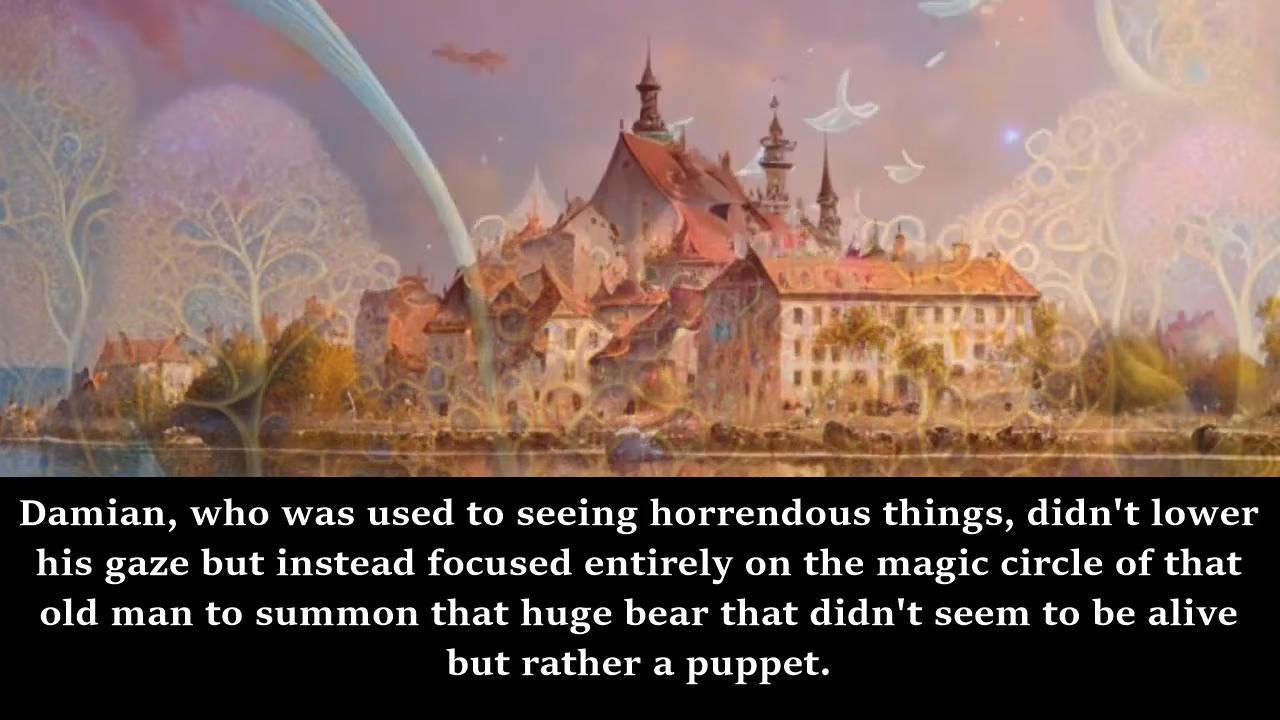 Damian, who was used to seeing horrendous things, didn't lower
his gaze but instead focused entirely on the magic circle of that
old man to summon that huge bear that didn't seem to be alive
but rather a puppet.